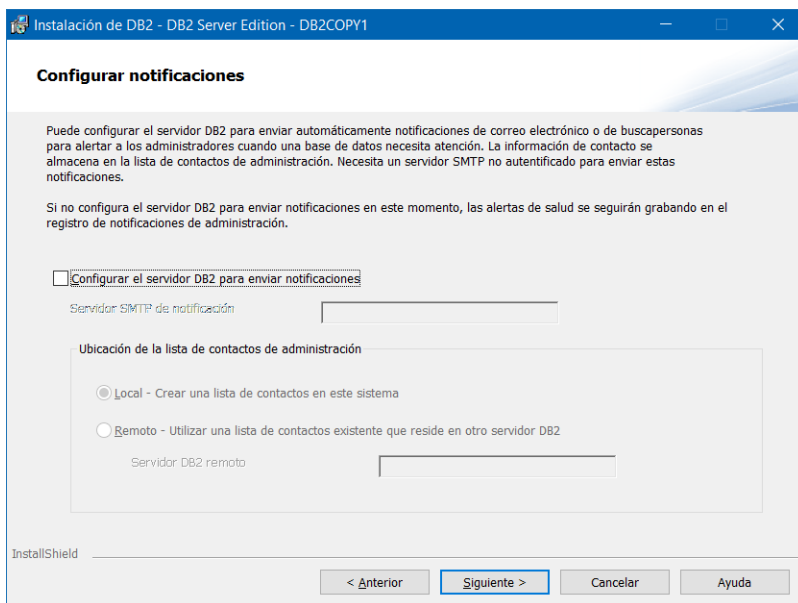 Instalación de DB2 - DB2 Server Edition - DB2COPY1
Configurar notificaciones
Puede configurar el servidor DB2 para enviar automáticamente notificaciones de correo electrónico o de buscapersonas
para alertar a los administradores cuando una base de datos necesita atención. La información de contacto se
almacena en la lista de contactos de administración. Necesita un servidor SMTP no autentificado para enviar estas
notificaciones.
Si no configura el servidor DB2 para enviar notificaciones en este momento, las alertas de salud se seguirán grabando en el
registro de notificaciones de administración.
Configurar el servidor DB2 para enviar notificaciones
Servidor SMTP de notificación
Ubicación de la lista de contactos de administración
Local - Crear una lista de contactos en este sistema
Remoto - Utilizar una lista de contactos existente que reside en otro servidor DB2
Servidor DB2 remoto
InstallShield
< Anterior
Siguiente >
Cancelar
Ayuda